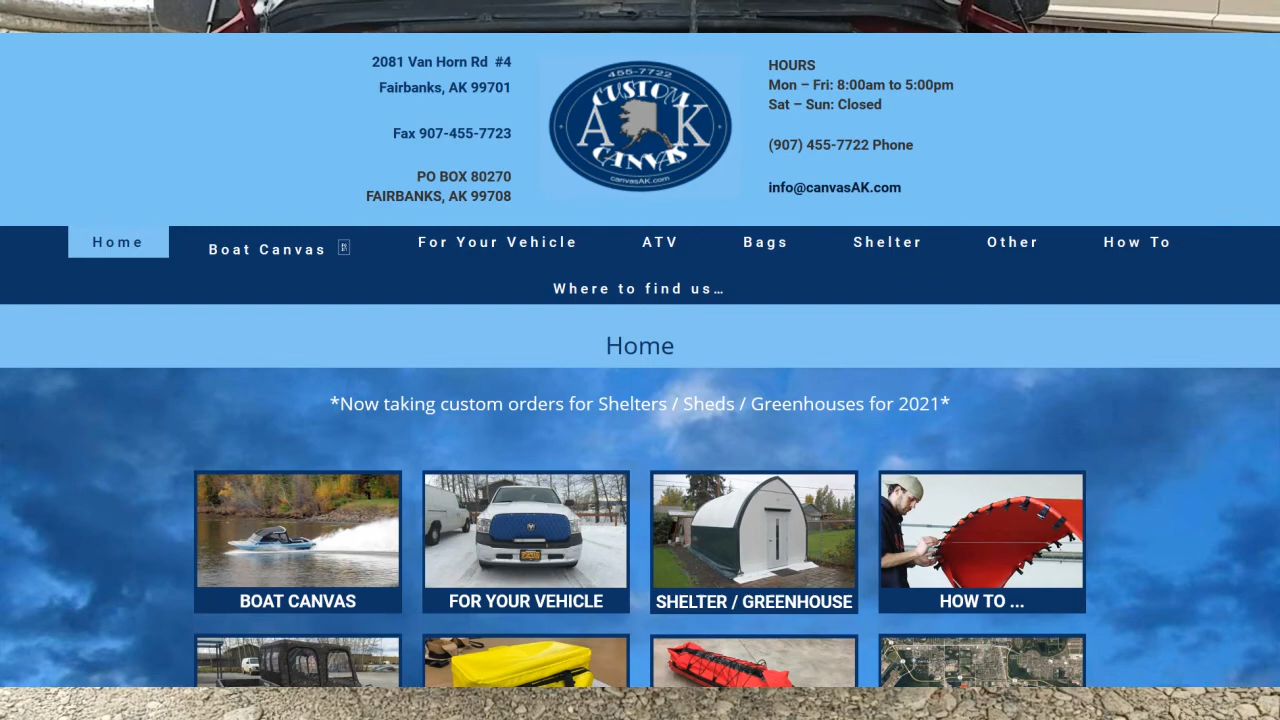 2081 Van Horn Rd #4
Fairbanks, AK 99701
Fax 907-455-7723
PO BOX 80270
FAIRBANKS, AK 99708
455-7722
CUSTOM
AK
CANVAS
canvasAK.com
HOURS
Mon – Fri: 8:00am to 5:00pm
Sat – Sun: Closed
(907) 455-7722 Phone
info@canvasAK.com
Home Boat Canvas For Your Vehicle ATV Bags Shelter Other How To
Where to find us…
Home
*Now taking custom orders for Shelters / Sheds / Greenhouses for 2021*
BOAT CANVAS
FOR YOUR VEHICLE
SHELTER / GREENHOUSE
HOW TO ...